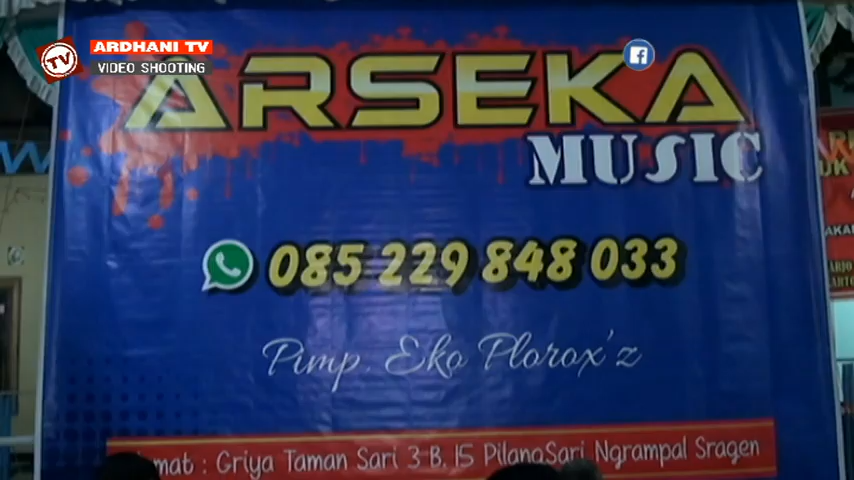 ARDHANI TV
TV
VIDEO SHOOTING
ARSEKA
MUSIC
085 229 848 033
Pimp. Eko Plorox'z
: Griya Taman Sari 3 B. 15 PilangSari Ngrampal Sragen